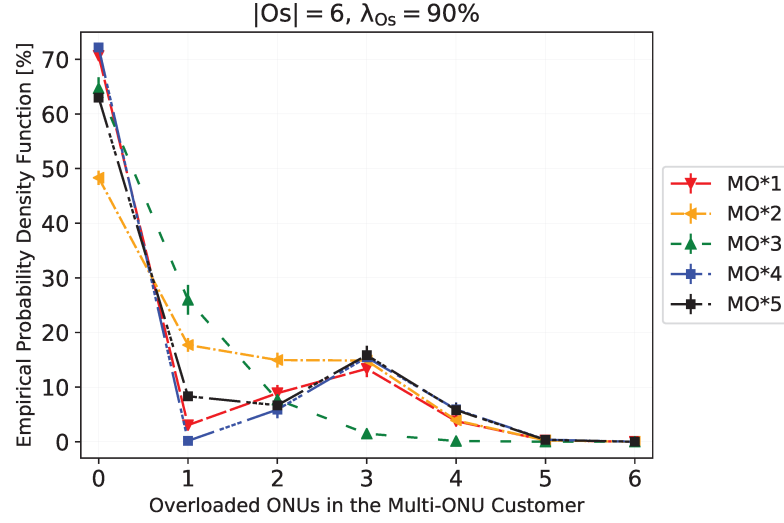 |Os| = 6, λOs = 90%
Empirical Probability Density Function [%]
70
60
50
40
30
20
10
0
0 1 2 3 4 5 6
Overloaded ONUs in the Multi-ONU Customer
MO*1
MO*2
MO*3
MO*4
MO*5